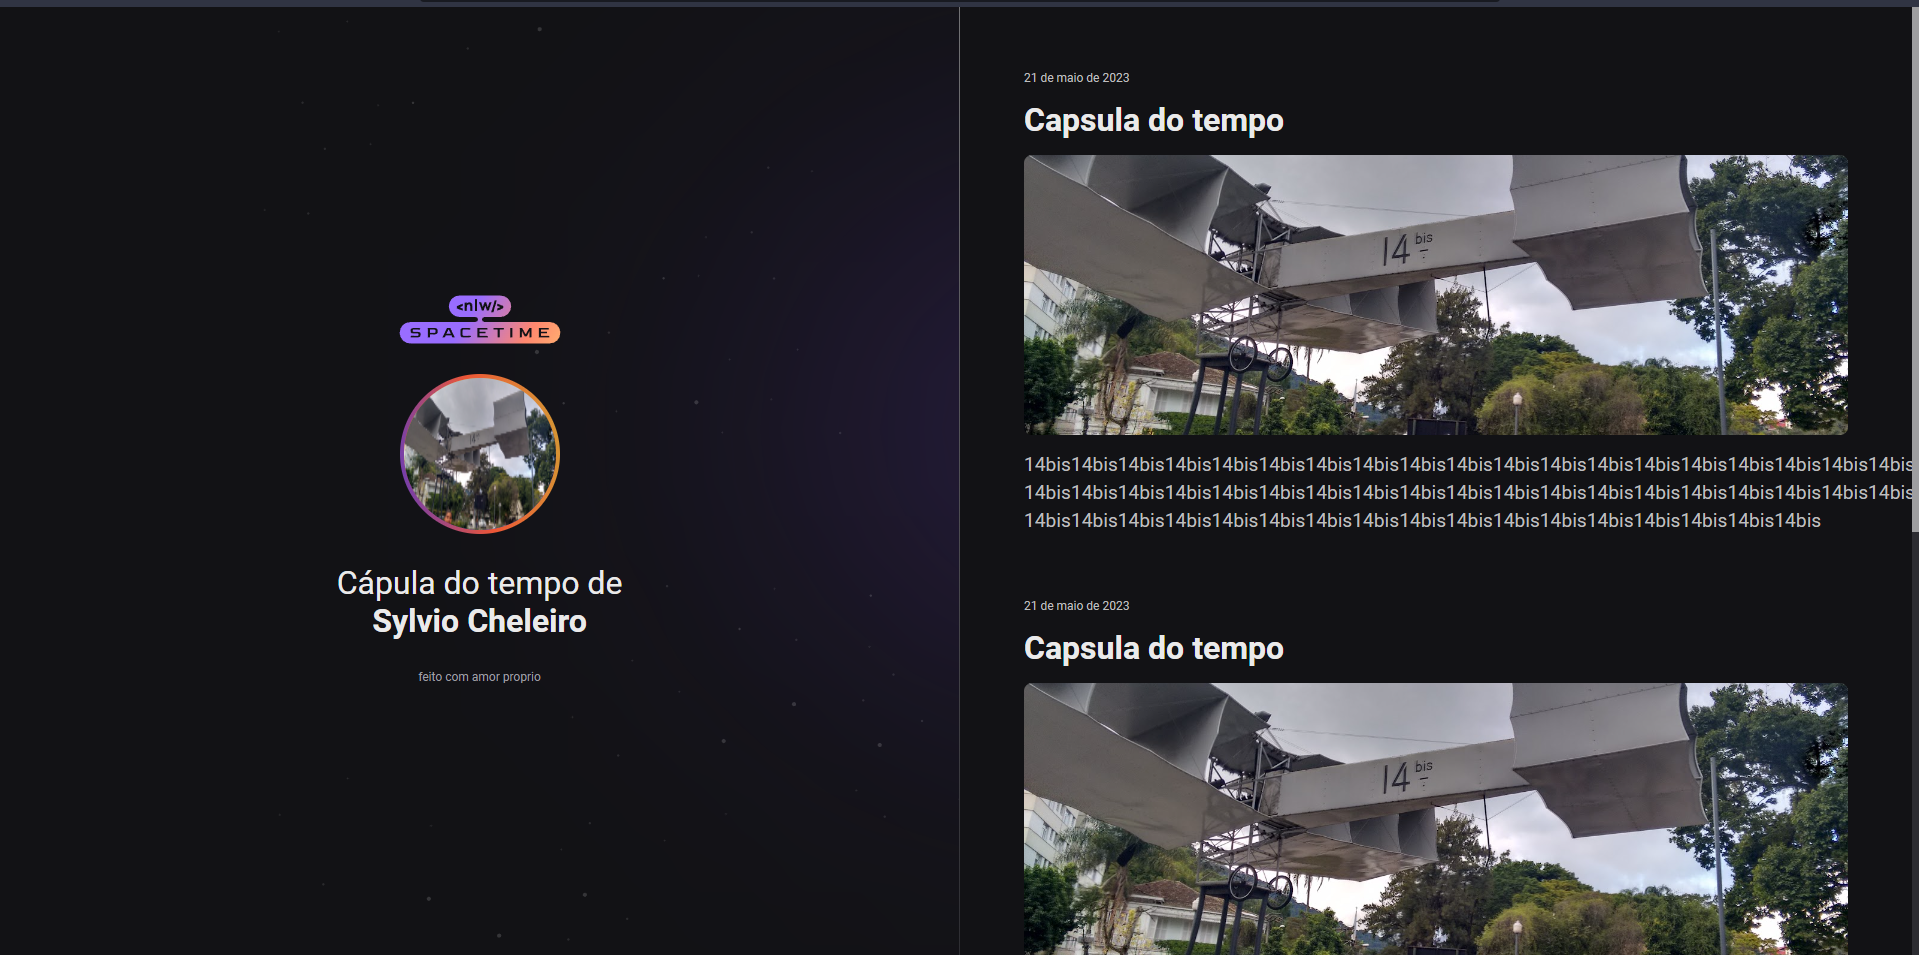 <nlw/>
SPACETIME
Cápula do tempo de
Sylvio Cheleiro
feito com amor proprio
21 de maio de 2023
Capsula do tempo
14 bis
14bis14bis14bis14bis14bis14bis14bis14bis14bis14bis14bis14bis14bis14bis14bis14bis14bis14bis14bis
14bis14bis14bis14bis14bis14bis14bis14bis14bis14bis14bis14bis14bis14bis14bis14bis14bis14bis14bis
14bis14bis14bis14bis14bis14bis14bis14bis14bis14bis14bis14bis14bis14bis14bis14bis14bis
21 de maio de 2023
Capsula do tempo
14 bis